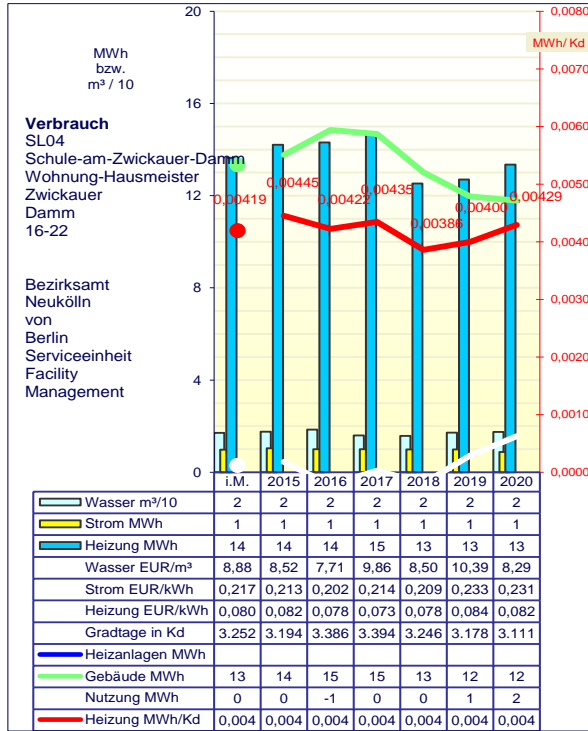 MWh
bzw.
m³ / 10
Verbrauch
SL04
Schule-am-Zwickauer-Damm
Wohnung-Hausmeister
Zwickauer
Damm
16-22
Bezirksamt
Neukölln
von
Berlin
Serviceeinheit
Facility
Management
20
16
12
8
4
0
0,0080
MWh/ Kd
0,0070
0,0060
0,0050
0,0040
0,0030
0,0020
0,0010
0,0000
0,00419
0,00445
0,00422
0,00435
0,00386
0,00400
0,00429
i.M. 2015 2016 2017 2018 2019 2020
Wasser m³/10 2 2 2 2 2 2 2
Strom MWh 1 1 1 1 1 1 1
Heizung MWh 14 14 14 15 13 13 13
Wasser EUR/m³ 8,88 8,52 7,71 9,86 8,50 10,39 8,29
Strom EUR/kWh 0,217 0,213 0,202 0,214 0,209 0,233 0,231
Heizung EUR/kWh 0,080 0,082 0,078 0,073 0,078 0,084 0,082
Gradtage in Kd 3.252 3.194 3.386 3.394 3.246 3.178 3.111
Heizanlagen MWh
Gebäude MWh 13 14 15 15 13 12 12
Nutzung MWh 0 0 -1 0 0 1 2
Heizung MWh/Kd 0,004 0,004 0,004 0,004 0,004 0,004 0,004